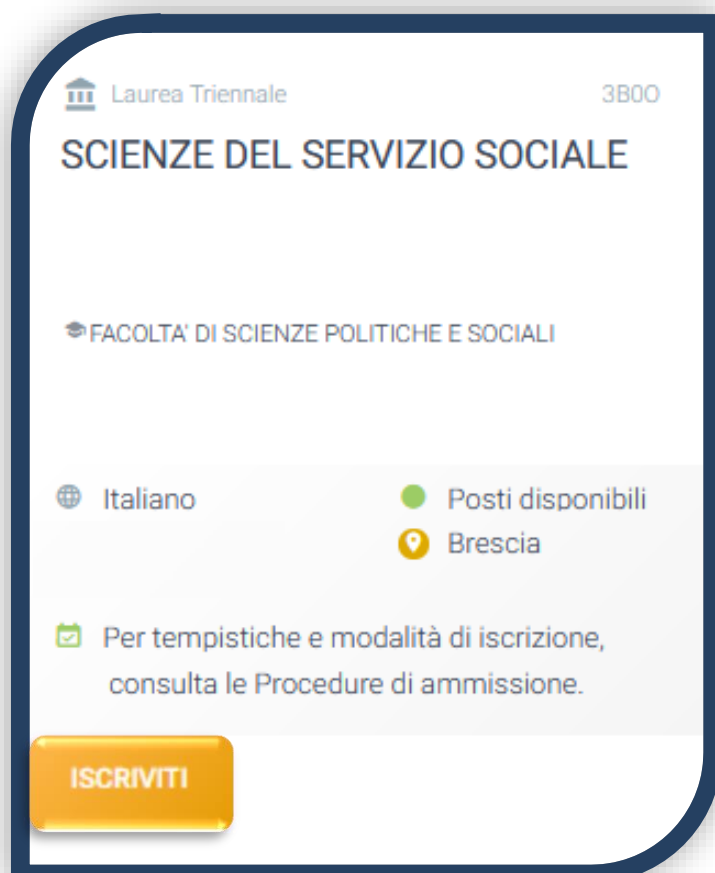 Laurea Triennale 3B0O
SCIENZE DEL SERVIZIO SOCIALE
FACOLTA' DI SCIENZE POLITICHE E SOCIALI
Italiano Posti disponibili
Brescia
Per tempistiche e modalità di iscrizione,
consulta le Procedure di ammissione.
ISCRIVITI